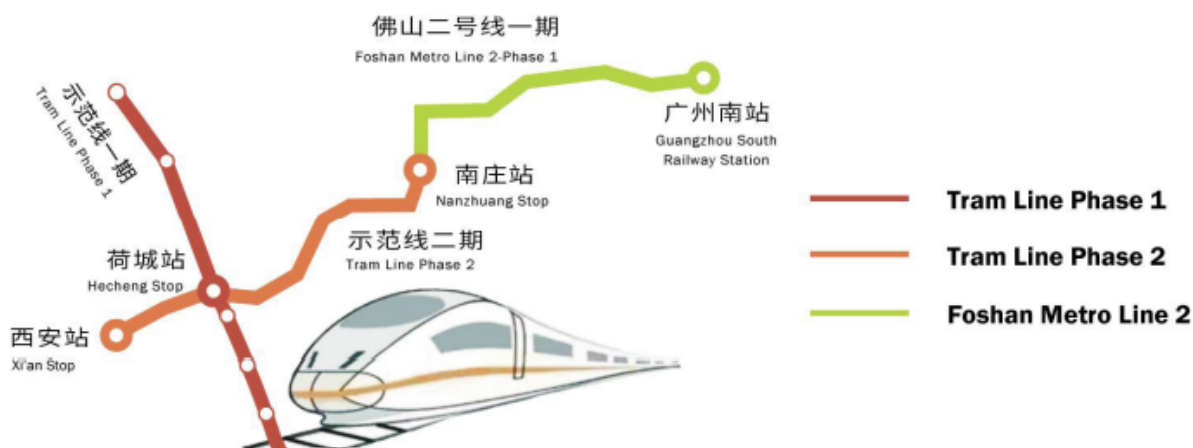 佛山二号线一期
Foshan Metro Line 2-Phase 1
示范线一期
Tram Line Phase 1
广州南站
Guangzhou South
Railway Station
南庄站
Nanzhuang Stop
示范线二期
Tram Line Phase 2
荷城站
Hecheng Stop
西安站
Xi'an Stop
Tram Line Phase 1
Tram Line Phase 2
Foshan Metro Line 2